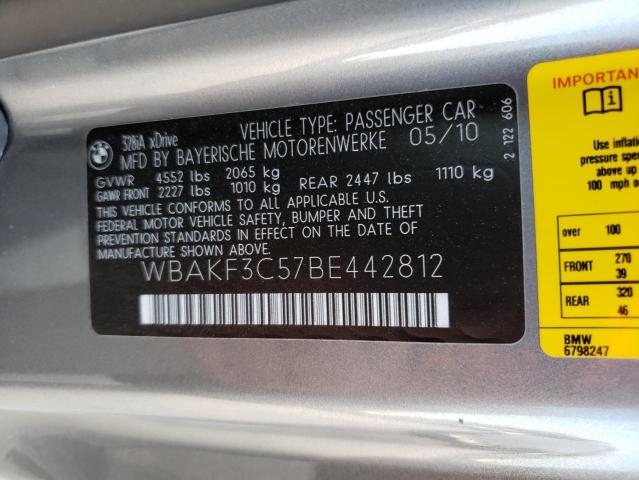 BMW
328iA xDrive
VEHICLE TYPE: PASSENGER CAR
MFD BY BAYERISCHE MOTORENWERKE 05/10
GVWR 4552 lbs 2065 kg
GAWR FRONT 2227 lbs 1010 kg REAR 2447 lbs 1110 kg
THIS VEHICLE CONFORMS TO ALL APPLICABLE U.S.
FEDERAL MOTOR VEHICLE SAFETY, BUMPER AND THEFT
PREVENTION STANDARDS IN EFFECT ON THE DATE OF
MANUFACTURE SHOWN ABOVE.
WBAKF3C57BE442812
2 122 606
IMPORTAN
Use inflat
pressure spe
above up
100 mph o
over 100
FRONT 270
39
REAR 320
46
BMW
6798247